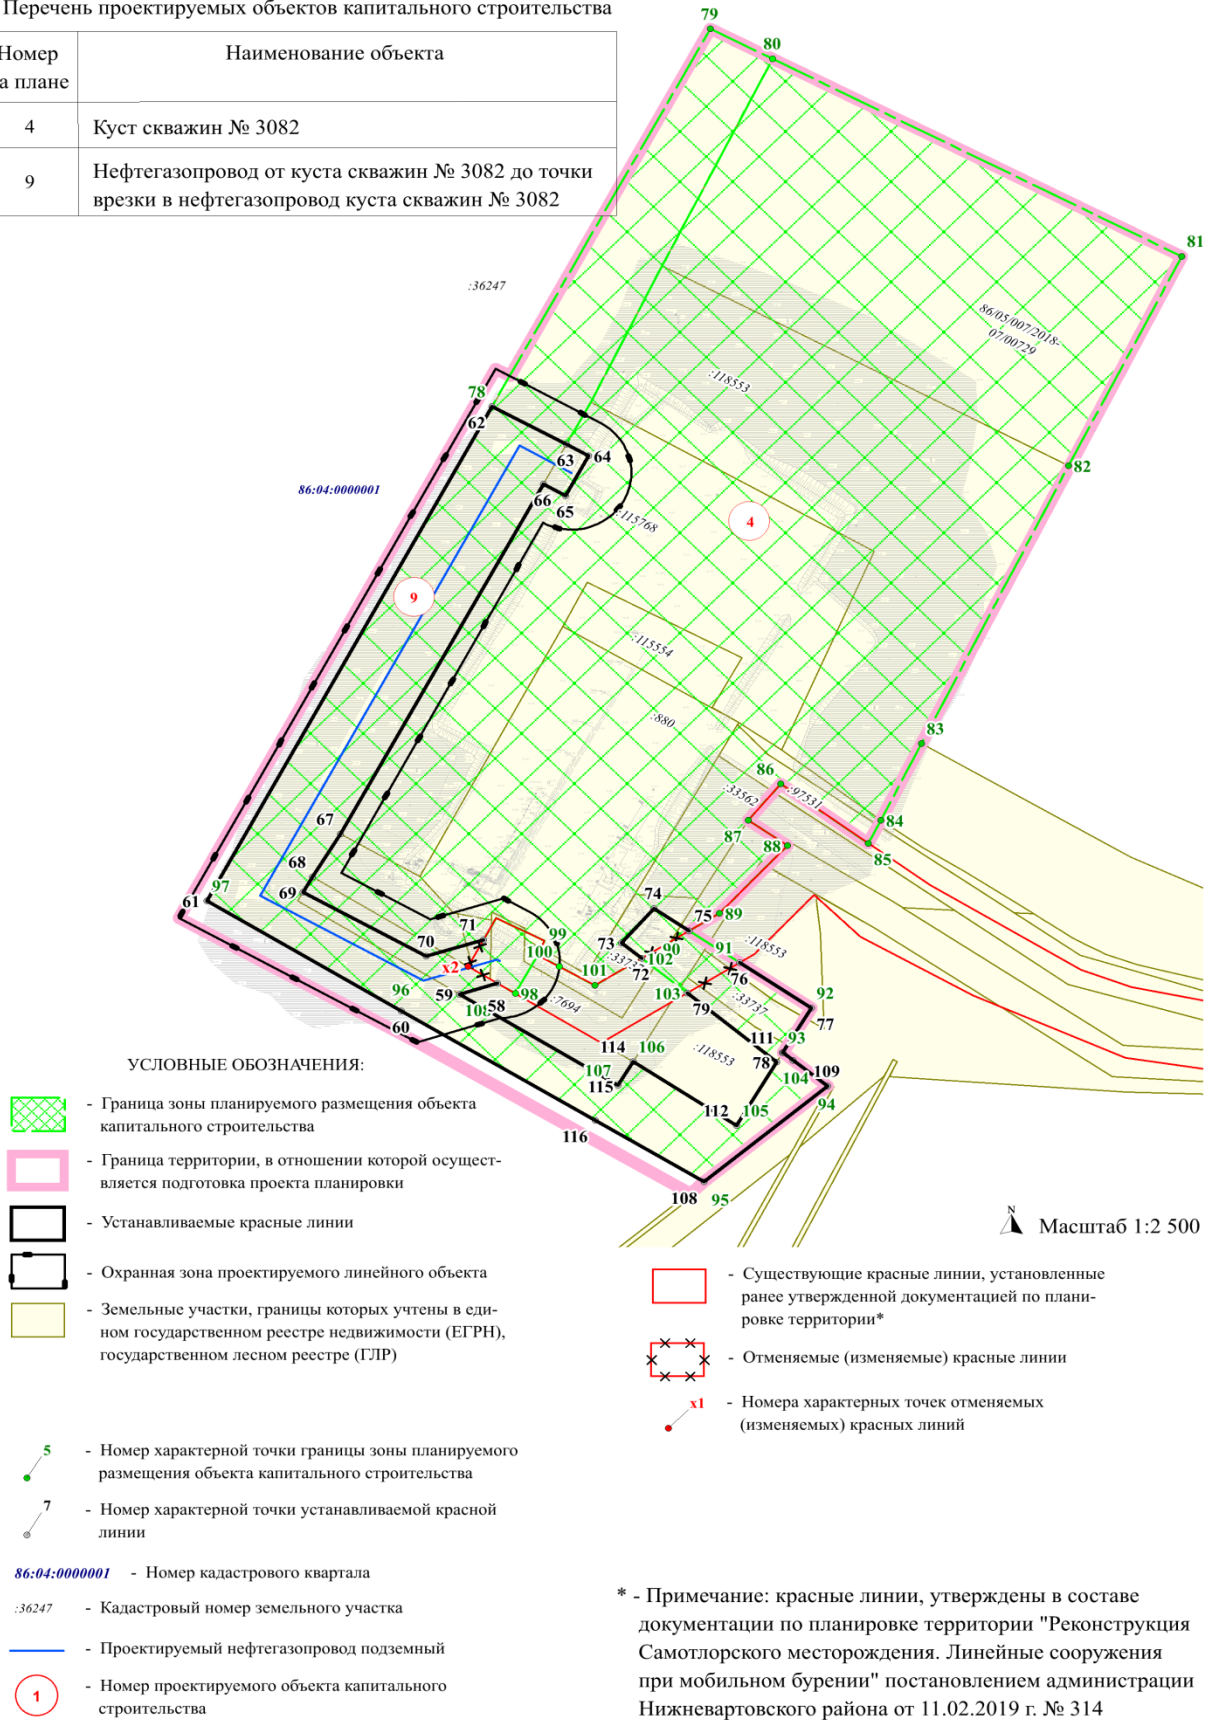 Перечень проектируемых объектов капитального строительства
Номер
а плане
Наименование объекта
4
Куст скважин № 3082
9
Нефтегазопровод от куста скважин № 3082 до точки
врезки в нефтегазопровод куста скважин № 3082
79
80
81
:36247
86/05/007/2018-
07/00729
:118553
78
62
63
64
82
86:04:0000001
66
65
:115768
4
9
:115554
:880
83
86
:33562
:97531
67
87
84
88
85
68
69
97
61
74
75
89
71
99
73
90
91
:118553
70
100
102
x2
72
:33737
76
101
103
59
98
92
96
108
58
:7694
79
:33737
77
60
93
111
114
106
:118553
78
УСЛОВНЫЕ ОБОЗНАЧЕНИЯ:
107
104
109
115
94
- Граница зоны планируемого размещения объекта
капитального строительства
112
105
116
- Граница территории, в отношении которой осущест-
вляется подготовка проекта планировки
108
95
- Устанавливаемые красные линии
N
Масштаб 1:2 500
- Охранная зона проектируемого линейного объекта
- Земельные участки, границы которых учтены в еди-
ном государственном реестре недвижимости (ЕГРН),
государственном лесном реестре (ГЛР)
- Существующие красные линии, установленные
ранее утвержденной документацией по плани-
ровке территории*
- Отменяемые (изменяемые) красные линии
x1
- Номера характерных точек отменяемых
(изменяемых) красных линий
5
- Номер характерной точки границы зоны планируемого
размещения объекта капитального строительства
7
- Номер характерной точки устанавливаемой красной
линии
86:04:0000001 - Номер кадастрового квартала
:36247 - Кадастровый номер земельного участка
- Проектируемый нефтегазопровод подземный
1
- Номер проектируемого объекта капитального
строительства
* - Примечание: красные линии, утверждены в составе
документации по планировке территории "Реконструкция
Самотлорского месторождения. Линейные сооружения
при мобильном бурении" постановлением администрации
Нижневартовского района от 11.02.2019 г. № 314